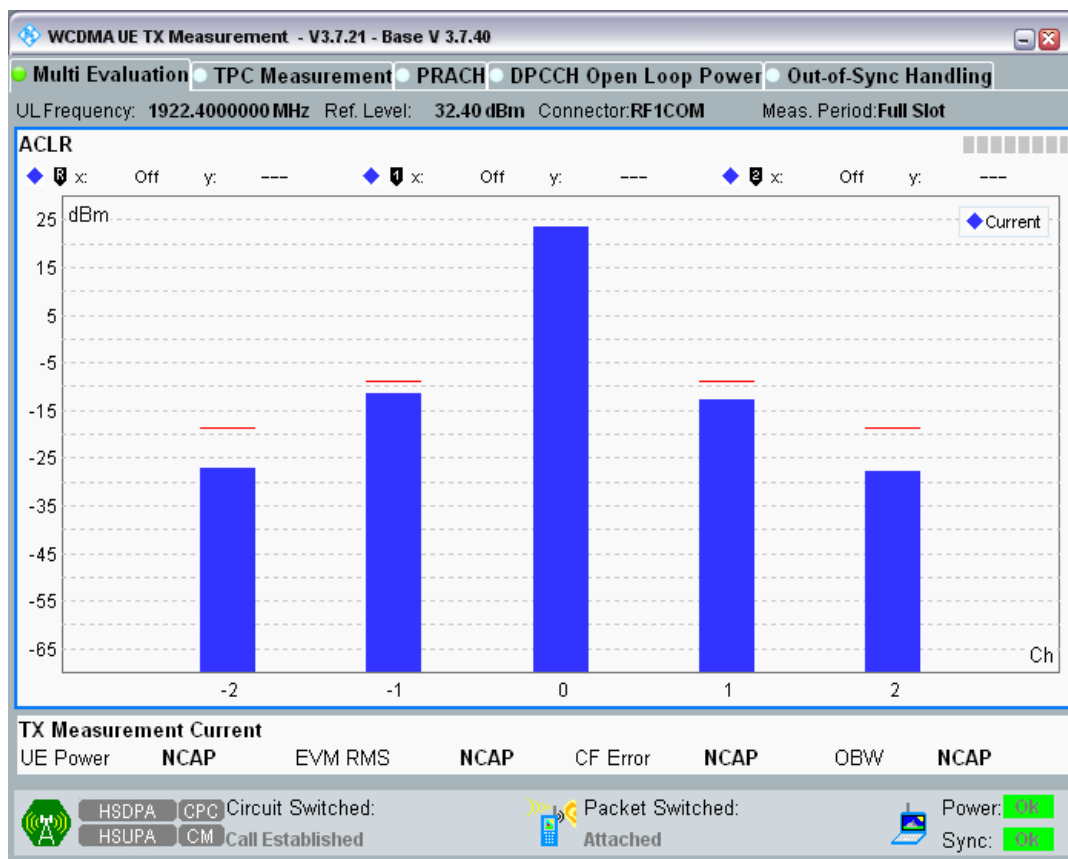 WCDMA UE TX Measurement - V3.7.21 - Base V 3.7.40
Multi Evaluation TPC Measurement PRACH DPCCH Open Loop Power Out-of-Sync Handling
UL Frequency: 1922.4000000 MHz Ref. Level: 32.40 dBm Connector:RF1COM Meas. Period:Full Slot
ACLR
R x: Off y: --- 1 x: Off y: --- 2 x: Off y: ---
dBm
Current
25
15
5
-5
-15
-25
-35
-45
-55
-65
Ch
-2 -1 0 1 2
TX Measurement Current
UE Power NCAP EVM RMS NCAP CF Error NCAP OBW NCAP
HSDPA CPC Circuit Switched: Packet Switched: Power: Ok
HSUPA CM Call Established Attached Sync: Ok